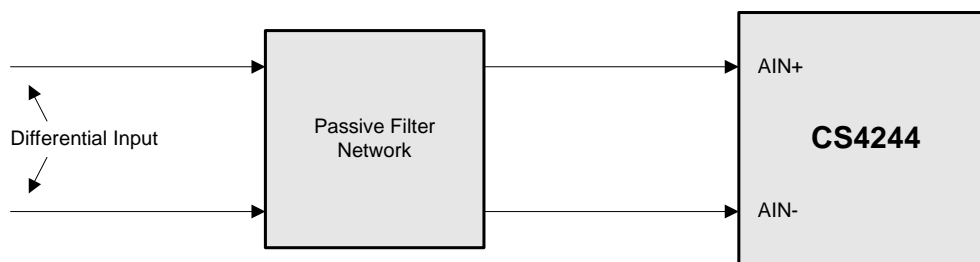 AIN+
Differential Input
Passive Filter
Network
CS4244
AIN-